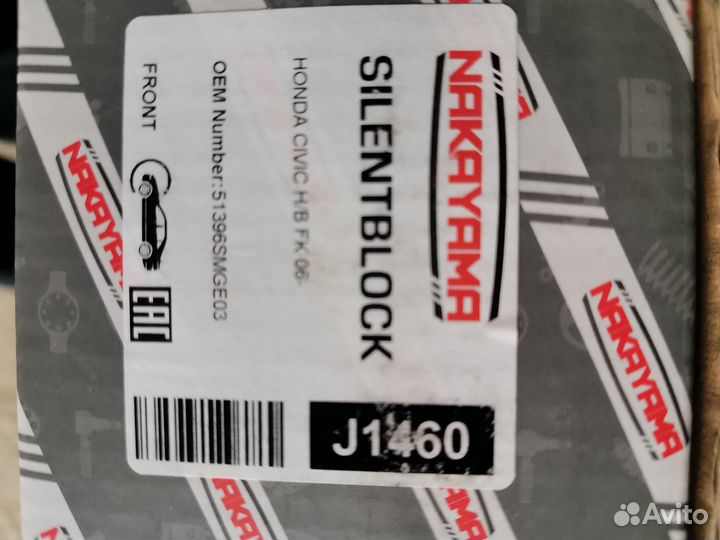 NAKAYAMA
SILENTBLOCK
HONDA CIVIC H/B FK 06-
OEM Number:51396SMGE03
FRONT
EAC
J1460
NAKAYAMA
NAKAYAMA
NAKAYAMA
Avito